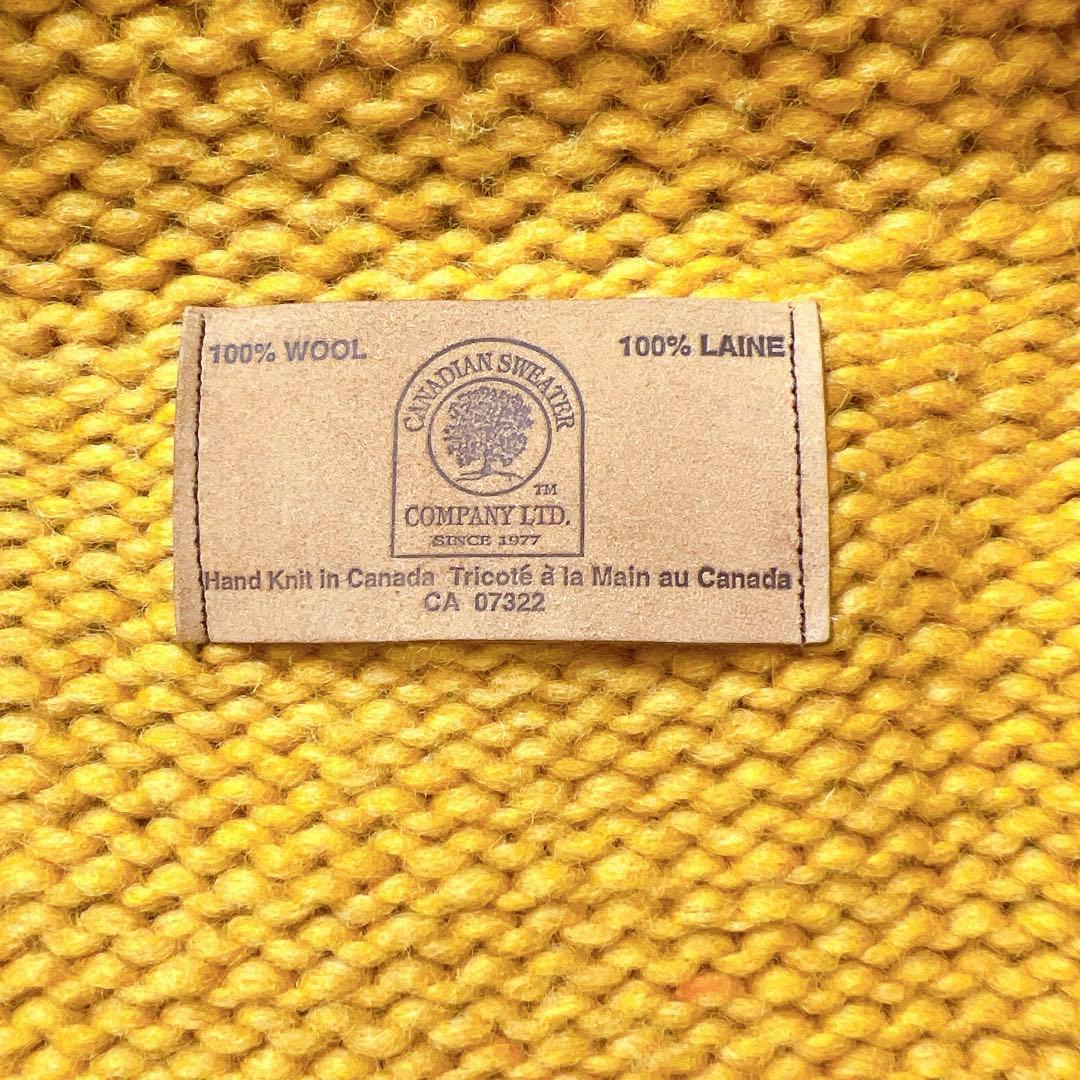 100% WOOL 100% LAINE
CANADIAN SWEATER
TM
COMPANY LTD.
SINCE 1977
Hand Knit in Canada Tricoté à la Main au Canada
CA 07322